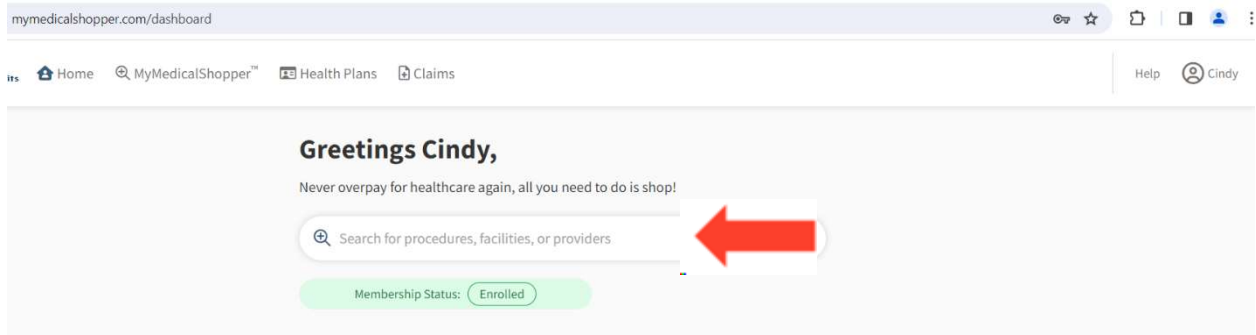 mymedicalshopper.com/dashboard
its Home MyMedicalShopper™ Health Plans Claims Help Cindy
Greetings Cindy,
Never overpay for healthcare again, all you need to do is shop!
Search for procedures, facilities, or providers
Membership Status: Enrolled